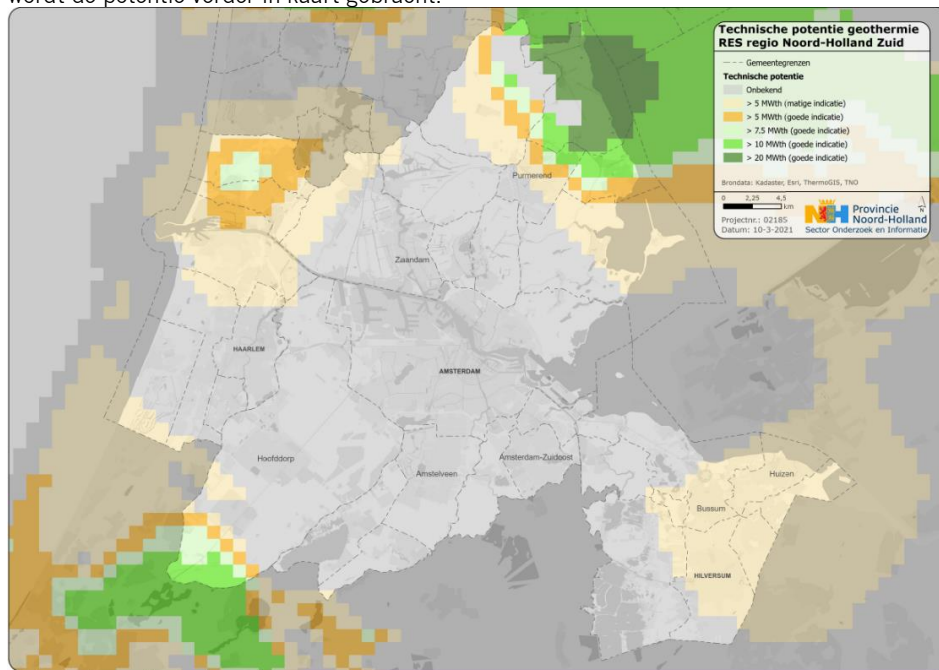 wordt de potentie verder in kaart gebracht.
Technische potentie geothermie
RES regio Noord-Holland Zuid
Gemeentegrenzen
Technische potentie
Onbekend
> 5 MWth (matige indicatie)
> 5 MWth (goede indicatie)
> 7.5 MWth (goede indicatie)
> 10 MWth (goede indicatie)
> 20 MWth (goede indicatie)
Brondata: Kadaster, Esri, ThermoGIS, TNO
0 2,25 4,5
km
N
Projectnr.: 02185
Datum: 10-3-2021
Provincie
Noord-Holland
Sector Onderzoek en Informatie
Purmerend
Zaandam
HAARLEM
AMSTERDAM
Hoofddorp
Amstelveen
Amsterdam-Zuidoost
Huizen
Bussum
HILVERSUM